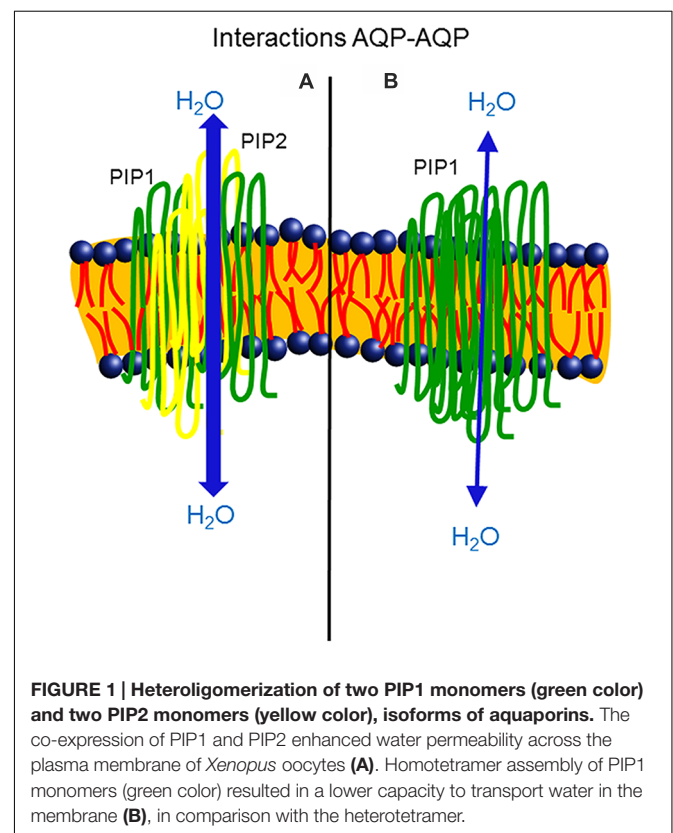 Interactions AQP-AQP
A B
H₂O H₂O
PIP2
PIP1 PIP1
H₂O
H₂O
FIGURE 1 | Heteroligomerization of two PIP1 monomers (green color)
and two PIP2 monomers (yellow color), isoforms of aquaporins. The
co-expression of PIP1 and PIP2 enhanced water permeability across the
plasma membrane of Xenopus oocytes (A). Homotetramer assembly of PIP1
monomers (green color) resulted in a lower capacity to transport water in the
membrane (B), in comparison with the heterotetramer.